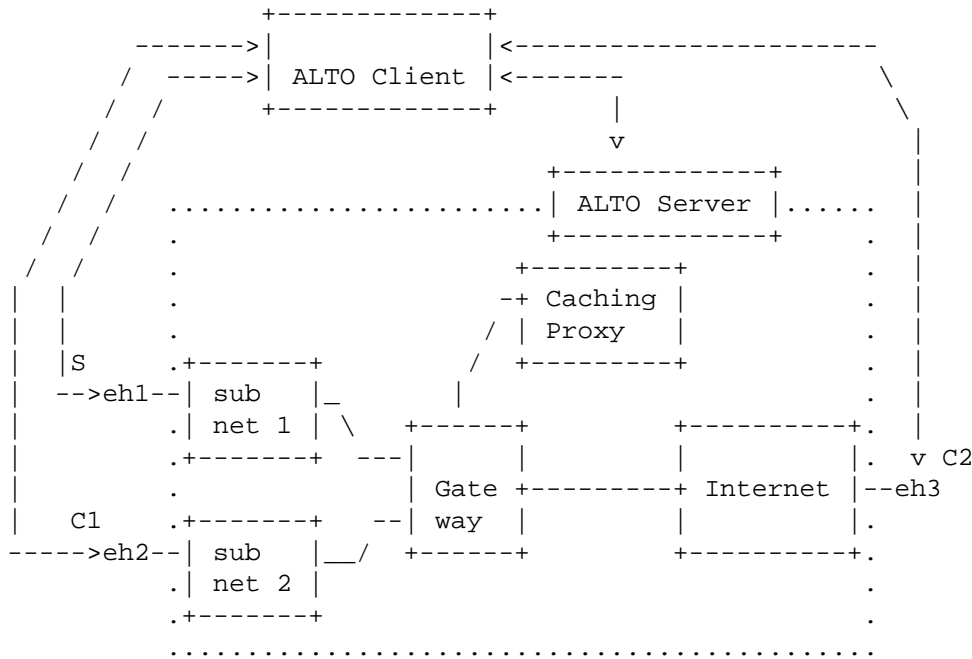 ALTO Client
v
ALTO Server
Caching
Proxy
S
eh1
sub
net 1
v C2
Gate
way
Internet
eh3
C1
eh2
sub
net 2